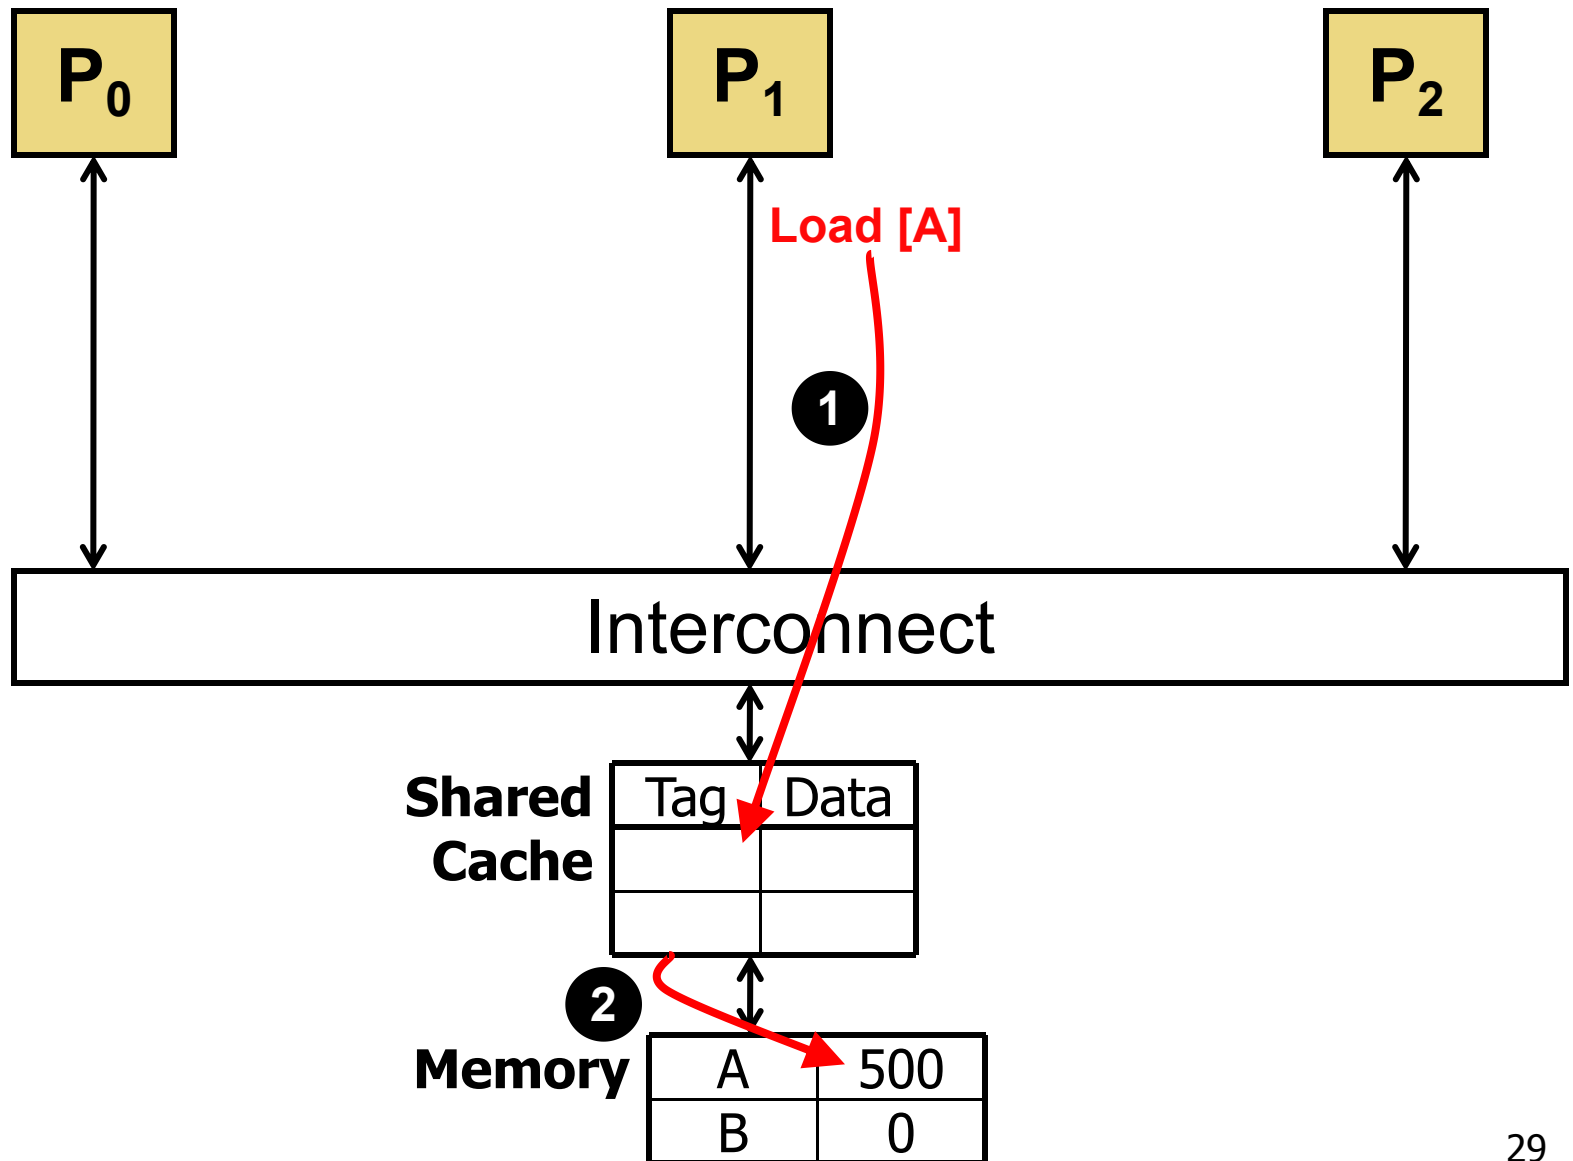 P0
P1
P2
Load [A]
1
Interconnect
Shared Cache
Tag Data
2
Memory
A 500
B 0
29